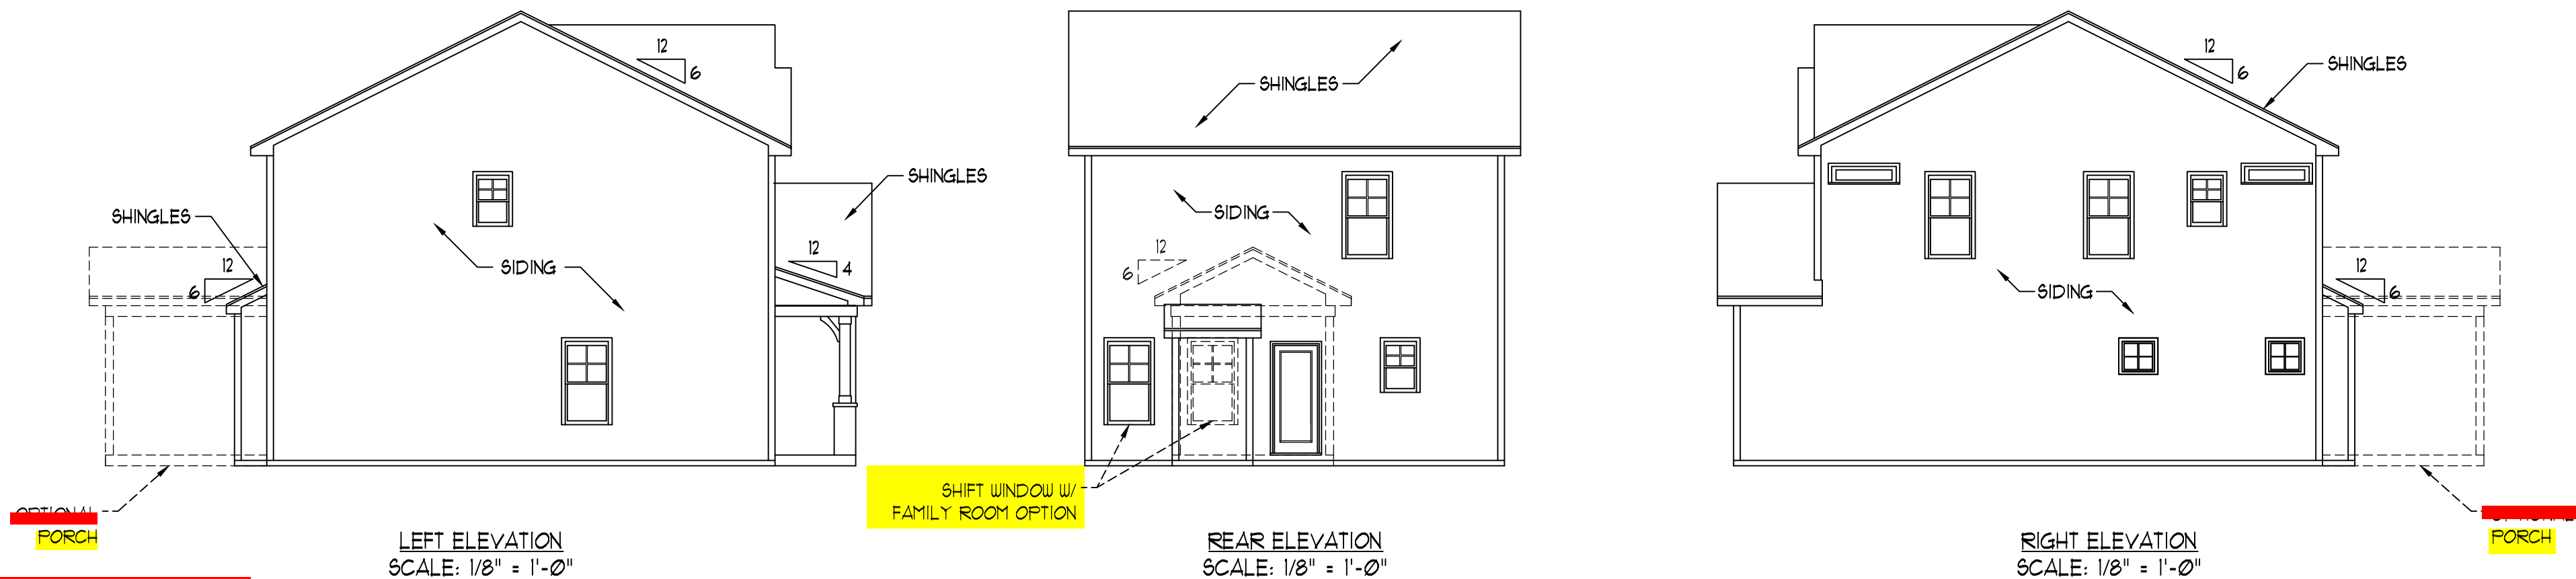 12
6
SHINGLES
SHINGLES
12
6
SIDING
12
4
PORCH
LEFT ELEVATION
SCALE: 1/8" = 1'-0"
SHINGLES
SIDING
12
6
SHIFT WINDOW W/
FAMILY ROOM OPTION
REAR ELEVATION
SCALE: 1/8" = 1'-0"
12
6
SHINGLES
SIDING
12
6
PORCH
RIGHT ELEVATION
SCALE: 1/8" = 1'-0"